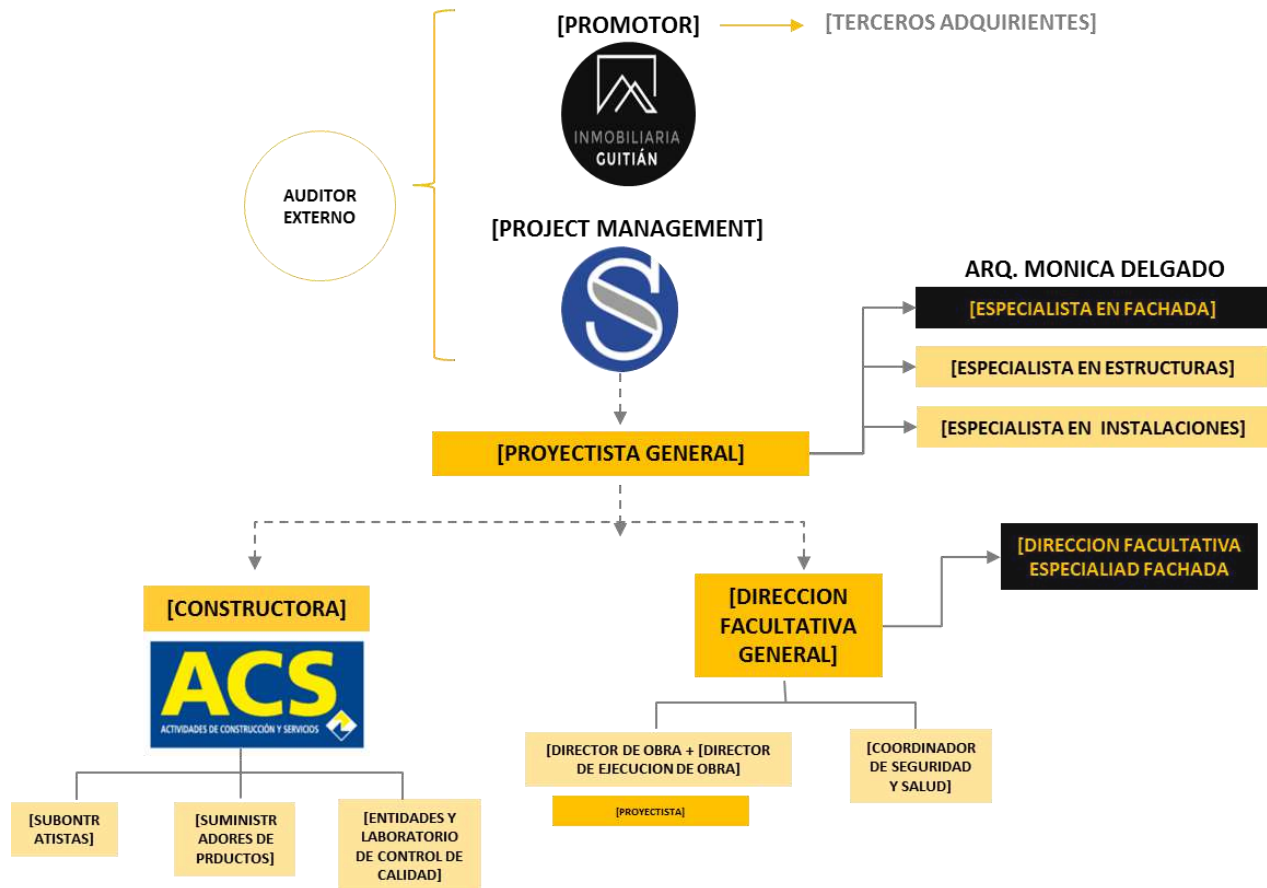 [PROMOTOR]
[TERCEROS ADQUIRIENTES]
INMOBILIARIA
GUITIÁN
AUDITOR
EXTERNO
[PROJECT MANAGEMENT]
S
ARQ. MONICA DELGADO
[ESPECIALISTA EN FACHADA]
[ESPECIALISTA EN ESTRUCTURAS]
[ESPECIALISTA EN INSTALACIONES]
[PROYECTISTA GENERAL]
[DIRECCION FACULTATIVA
ESPECIALIAD FACHADA
[CONSTRUCTORA]
ACS
ACTIVIDADES DE CONSTRUCCIÓN Y SERVICIOS
[DIRECCION
FACULTATIVA
GENERAL]
[SUBONTR
ATISTAS]
[SUMINISTR
ADORES DE
PRDUCTOS]
[ENTIDADES Y
LABORATORIO
DE CONTROL DE
CALIDAD]
[DIRECTOR DE OBRA + [DIRECTOR
DE EJECUCION DE OBRA]
[PROYECTISTA]
[COORDINADOR
DE SEGURIDAD
Y SALUD]